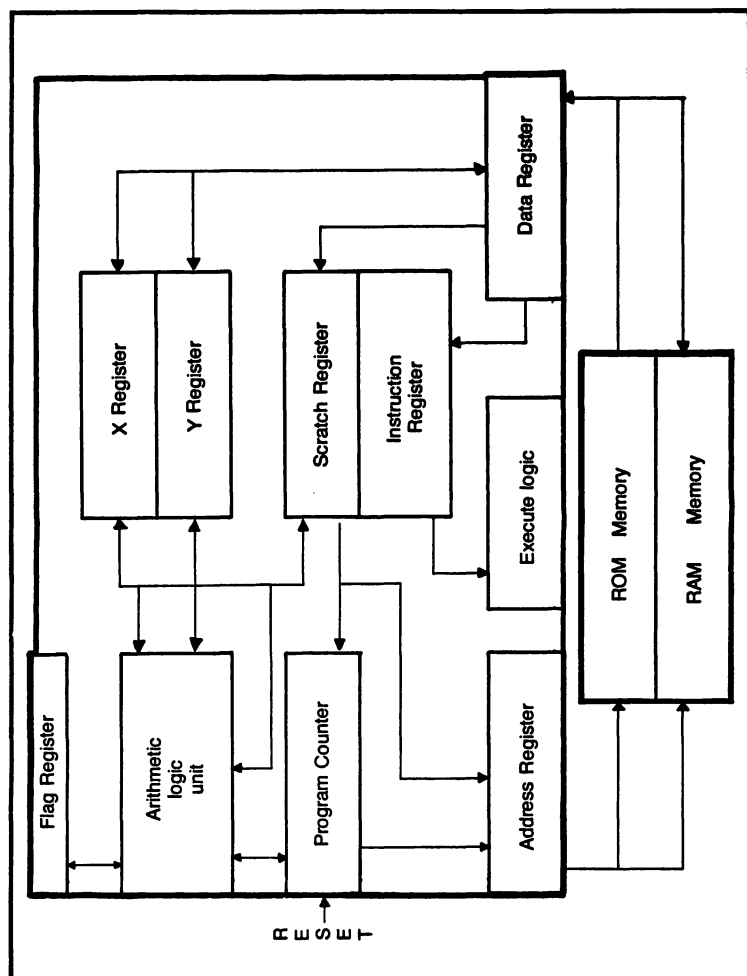 Flag Register
Arithmetic
logic
unit
Program Counter
Address Register
X Register
Y Register
Scratch Register
Instruction
Register
Execute logic
Data Register
ROM Memory
RAM Memory
RESET